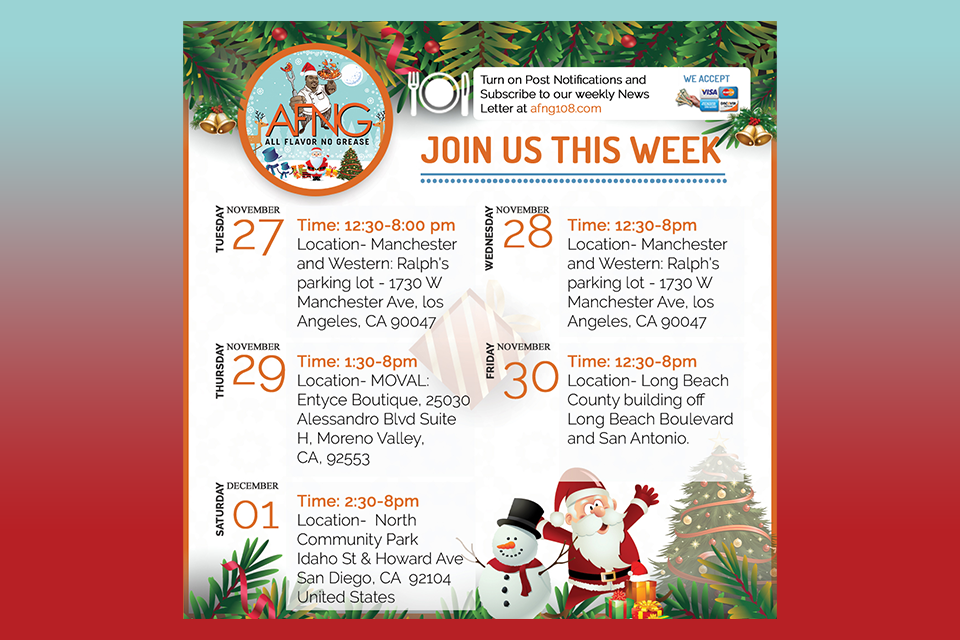 AFNG
ALL FLAVOR NO GREASE
Turn on Post Notifications and
Subscribe to our weekly News
Letter at afng108.com
WE ACCEPT
VISA
JOIN US THIS WEEK
TUESDAY
NOVEMBER
27
Time: 12:30-8:00 pm
Location- Manchester
and Western: Ralph's
parking lot - 1730 W
Manchester Ave, los
Angeles, CA 90047
WEDNESDAY
NOVEMBER
28
Time: 12:30-8pm
Location- Manchester
and Western: Ralph's
parking lot - 1730 W
Manchester Ave, los
Angeles, CA 90047
THURSDAY
NOVEMBER
29
Time: 1:30-8pm
Location- MOVAL:
Entyce Boutique, 25030
Alessandro Blvd Suite
H, Moreno Valley,
CA, 92553
FRIDAY
NOVEMBER
30
Time: 12:30-8pm
Location- Long Beach
County building off
Long Beach Boulevard
and San Antonio.
SATURDAY
DECEMBER
01
Time: 2:30-8pm
Location-  North
Community Park
Idaho St & Howard Ave
San Diego, CA  92104
United States